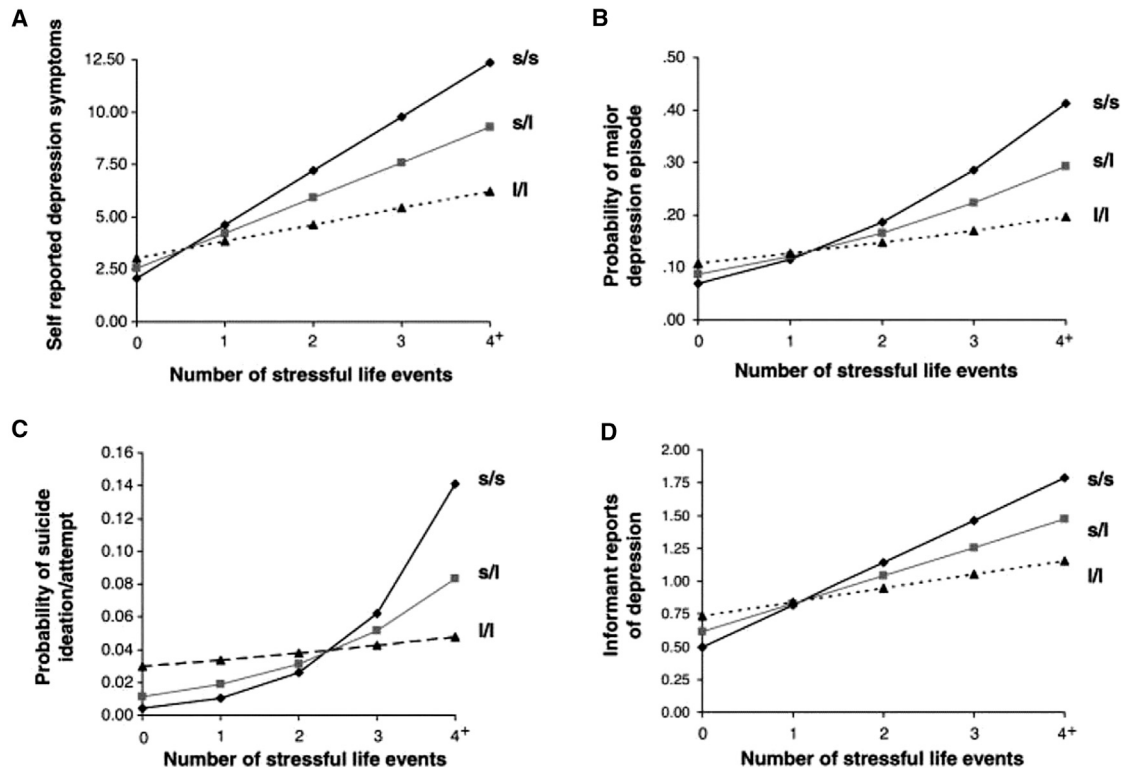 A
Self reported depression symptoms
12.50
10.00
7.50
5.00
2.50
0.00
s/s
s/l
l/l
0 1 2 3 4+
Number of stressful life events
B
Probability of major
depression episode
.50
.40
.30
.20
.10
.00
s/s
s/l
l/l
0 1 2 3 4+
Number of stressful life events
C
Probability of suicide
ideation/attempt
0.16
0.14
0.12
0.10
0.08
0.06
0.04
0.02
0.00
s/s
s/l
l/l
0 1 2 3 4+
Number of stressful life events
D
Informant reports
of depression
2.00
1.75
1.50
1.25
1.00
0.75
0.50
0.25
0.00
s/s
s/l
l/l
0 1 2 3 4+
Number of stressful life events